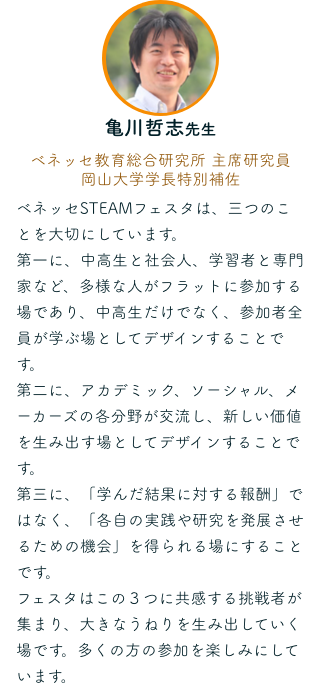 亀川哲志先生
ベネッセ教育総合研究所 主席研究員
岡山大学学長特別補佐
ベネッセSTEAMフェスタは、三つのこ
とを大切にしています。
第一に、中高生と社会人、学習者と専門
家など、多様な人がフラットに参加する
場であり、中高生だけでなく、参加者全
員が学ぶ場としてデザインすることで
す。
第二に、アカデミック、ソーシャル、メ
ーカーズの各分野が交流し、新しい価値
を生み出す場としてデザインすることで
す。
第三に、「学んだ結果に対する報酬」で
はなく、「各自の実践や研究を発展させ
るための機会」を得られる場にすること
です。
フェスタはこの３つに共感する挑戦者が
集まり、大きなうねりを生み出していく
場です。多くの方の参加を楽しみにして
います。